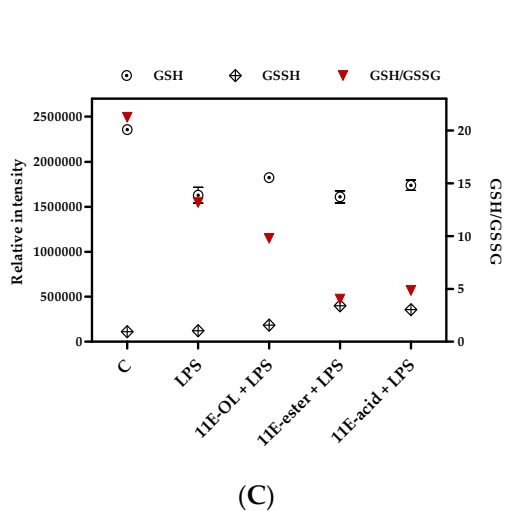 GSH GSSH GSH/GSSG
2500000
2000000
1500000
1000000
500000
0
Relative intensity
20
15
10
5
0
GSH/GSSG
C
LPS
11E-OL + LPS
11E-ester + LPS
11E-acid + LPS
(C)